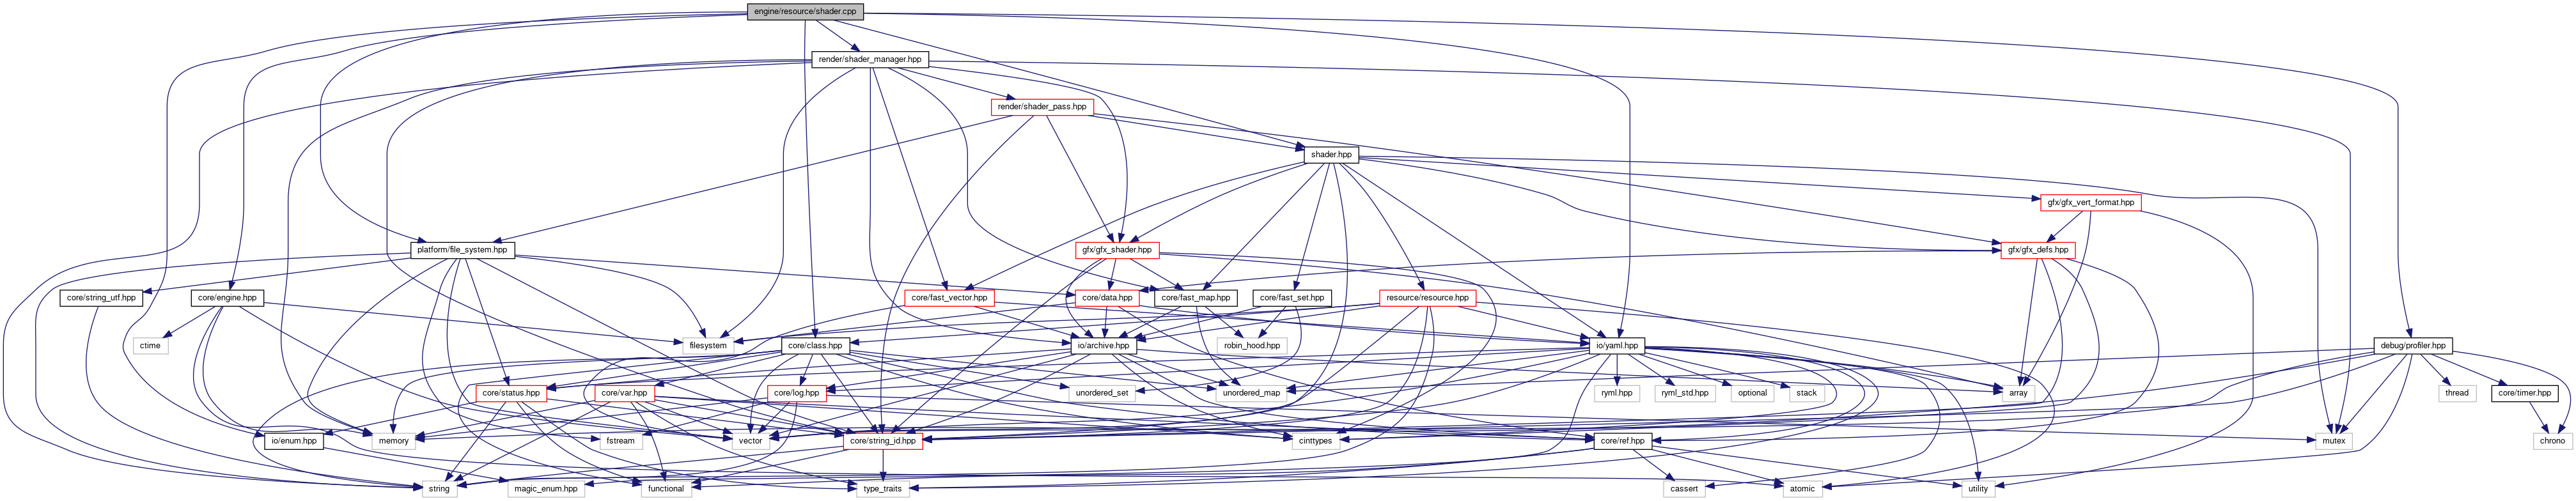 engine/resource/shader.cpp
render/shader_manager.hpp
render/shader_pass.hpp
shader.hpp
gfx/gfx_vert_format.hpp
platform/file_system.hpp
gfx/gfx_shader.hpp
gfx/gfx_defs.hpp
core/string_utf.hpp
core/engine.hpp
core/fast_vector.hpp
core/data.hpp
core/fast_map.hpp
core/fast_set.hpp
resource/resource.hpp
ctime
filesystem
core/class.hpp
io/archive.hpp
robin_hood.hpp
io/yaml.hpp
debug/profiler.hpp
core/status.hpp
core/var.hpp
core/log.hpp
unordered_set
unordered_map
ryml.hpp
ryml_std.hpp
optional
stack
array
thread
core/timer.hpp
io/enum.hpp
memory
fstream
vector
core/string_id.hpp
cinttypes
core/ref.hpp
mutex
chrono
string
magic_enum.hpp
functional
type_traits
cassert
atomic
utility